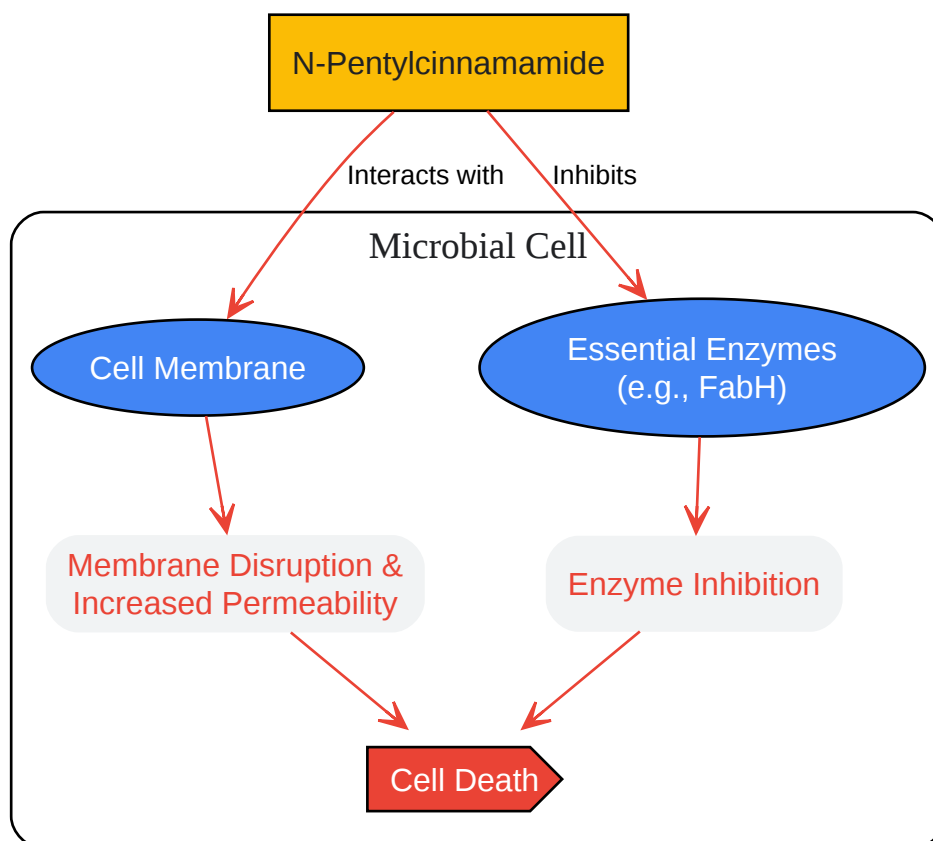 N-Pentylcinnamamide
Interacts with
Inhibits
Microbial Cell
Cell Membrane
Essential Enzymes
(e.g., FabH)
Membrane Disruption &
Increased Permeability
Enzyme Inhibition
Cell Death